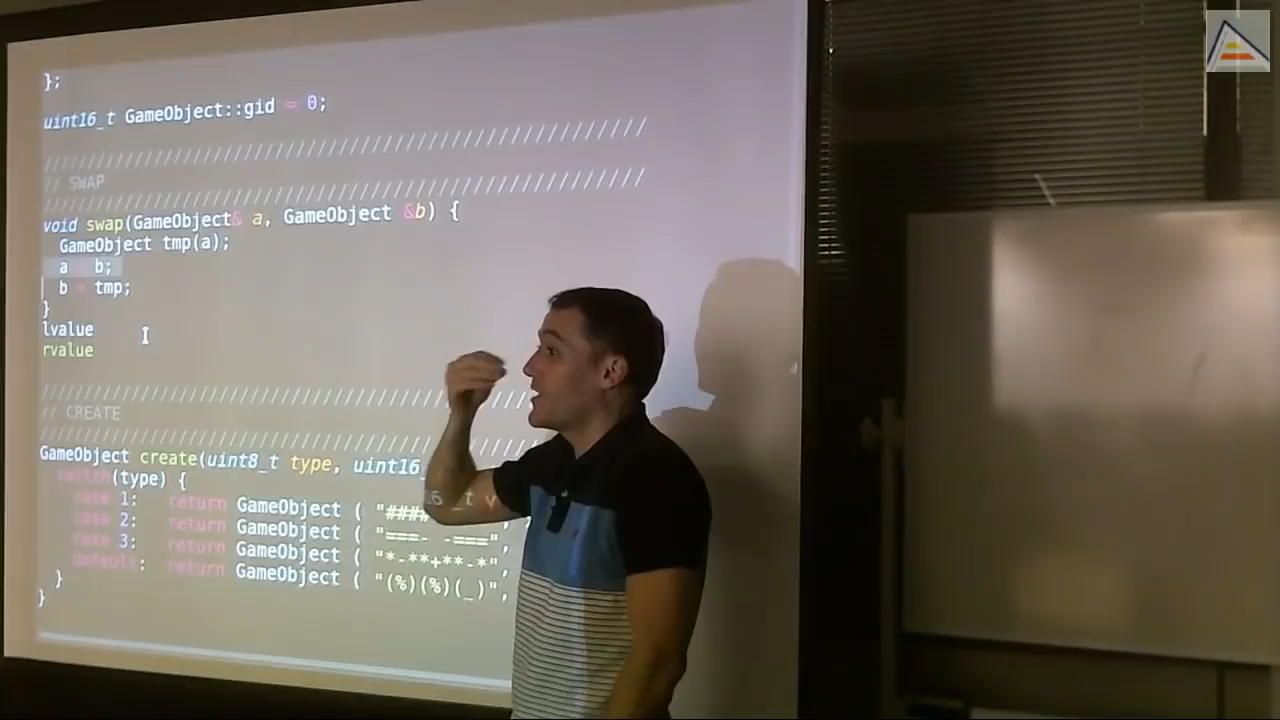 };
uint16_t GameObject::gid = 0;
////////////////////////////////////////////////////////////////////////
// SWAP
////////////////////////////////////////////////////////////////////////
void swap(GameObject& a, GameObject &b) {
GameObject tmp(a);
a = b;
b = tmp;
}
lvalue
rvalue
//////////////////////////////////////////////////////////
// CREATE
//////////////////////////////////////////////////////////
GameObject create(uint8_t type, uint16_
switch(type) {
case 1: return GameObject ( "####
case 2: return GameObject ( "===- -===",
case 3: return GameObject ( "*-**+**-*",
default: return GameObject ( "(%)(%)(_)",
}
}